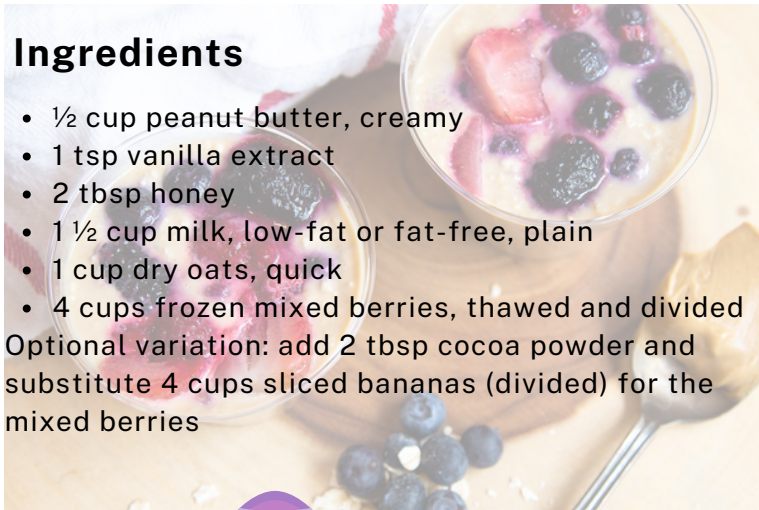 Ingredients
• ½ cup peanut butter, creamy
• 1 tsp vanilla extract
• 2 tbsp honey
• 1 ½ cup milk, low-fat or fat-free, plain
• 1 cup dry oats, quick
• 4 cups frozen mixed berries, thawed and divided
Optional variation: add 2 tbsp cocoa powder and
substitute 4 cups sliced bananas (divided) for the
mixed berries